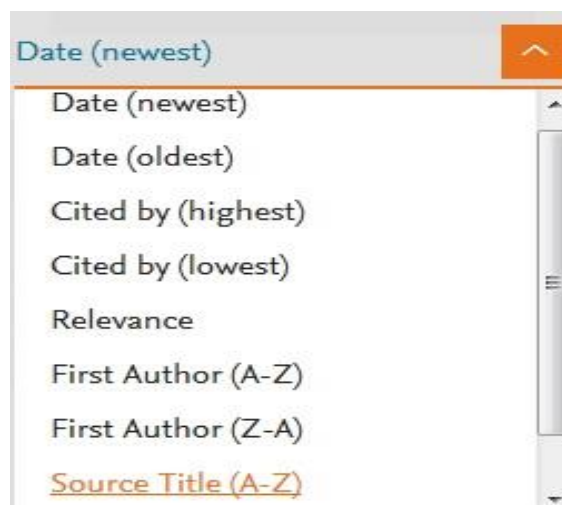 Date (newest)
Date (newest)
Date (oldest)
Cited by (highest)
Cited by (lowest)
Relevance
First Author (A-Z)
First Author (Z-A)
Source Title (A-Z)